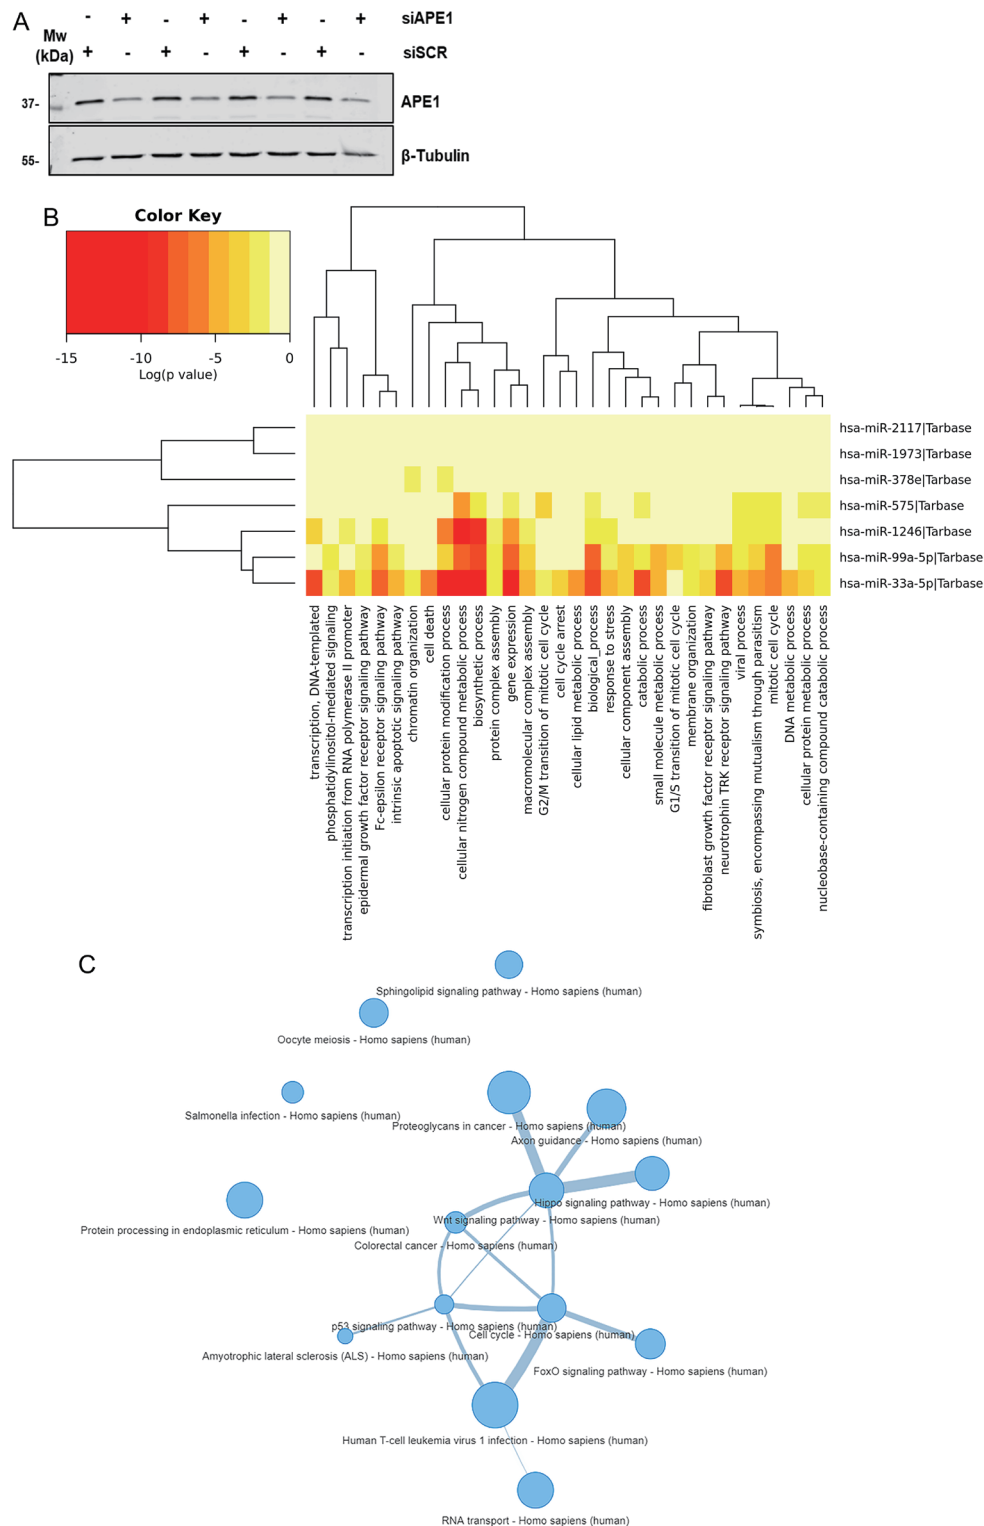 A
- + - + - + - + siAPE1
Mw
(kDa) + - + - + - + - siSCR
37- APE1
55- β-Tubulin
B
Color Key
-15 -10 -5 0
Log(p value)
hsa-miR-2117|Tarbase
hsa-miR-1973|Tarbase
hsa-miR-378e|Tarbase
hsa-miR-575|Tarbase
hsa-miR-1246|Tarbase
hsa-miR-99a-5p|Tarbase
hsa-miR-33a-5p|Tarbase
transcription, DNA-templated
phosphatidylinositol-mediated signaling
transcription initiation from RNA polymerase II promoter
epidermal growth factor receptor signaling pathway
Fc-epsilon receptor signaling pathway
intrinsic apoptotic signaling pathway
chromatin organization
cell death
cellular protein modification process
cellular nitrogen compound metabolic process
biosynthetic process
protein complex assembly
gene expression
macromolecular complex assembly
G2/M transition of mitotic cell cycle
cell cycle arrest
cellular lipid metabolic process
biological_process
response to stress
cellular component assembly
catabolic process
small molecule metabolic process
G1/S transition of mitotic cell cycle
membrane organization
fibroblast growth factor receptor signaling pathway
neurotrophin TRK receptor signaling pathway
viral process
symbiosis, encompassing mutualism through parasitism
mitotic cell cycle
DNA metabolic process
cellular protein metabolic process
nucleobase-containing compound catabolic process
C
Sphingolipid signaling pathway - Homo sapiens (human)
Oocyte meiosis - Homo sapiens (human)
Salmonella infection - Homo sapiens (human)
Proteoglycans in cancer - Homo sapiens (human)
Axon guidance - Homo sapiens (human)
Hippo signaling pathway - Homo sapiens (human)
Wnt signaling pathway - Homo sapiens (human)
Protein processing in endoplasmic reticulum - Homo sapiens (human)
Colorectal cancer - Homo sapiens (human)
p53 signaling pathway - Homo sapiens (human)
Cell cycle - Homo sapiens (human)
Amyotrophic lateral sclerosis (ALS) - Homo sapiens (human)
FoxO signaling pathway - Homo sapiens (human)
Human T-cell leukemia virus 1 infection - Homo sapiens (human)
RNA transport - Homo sapiens (human)